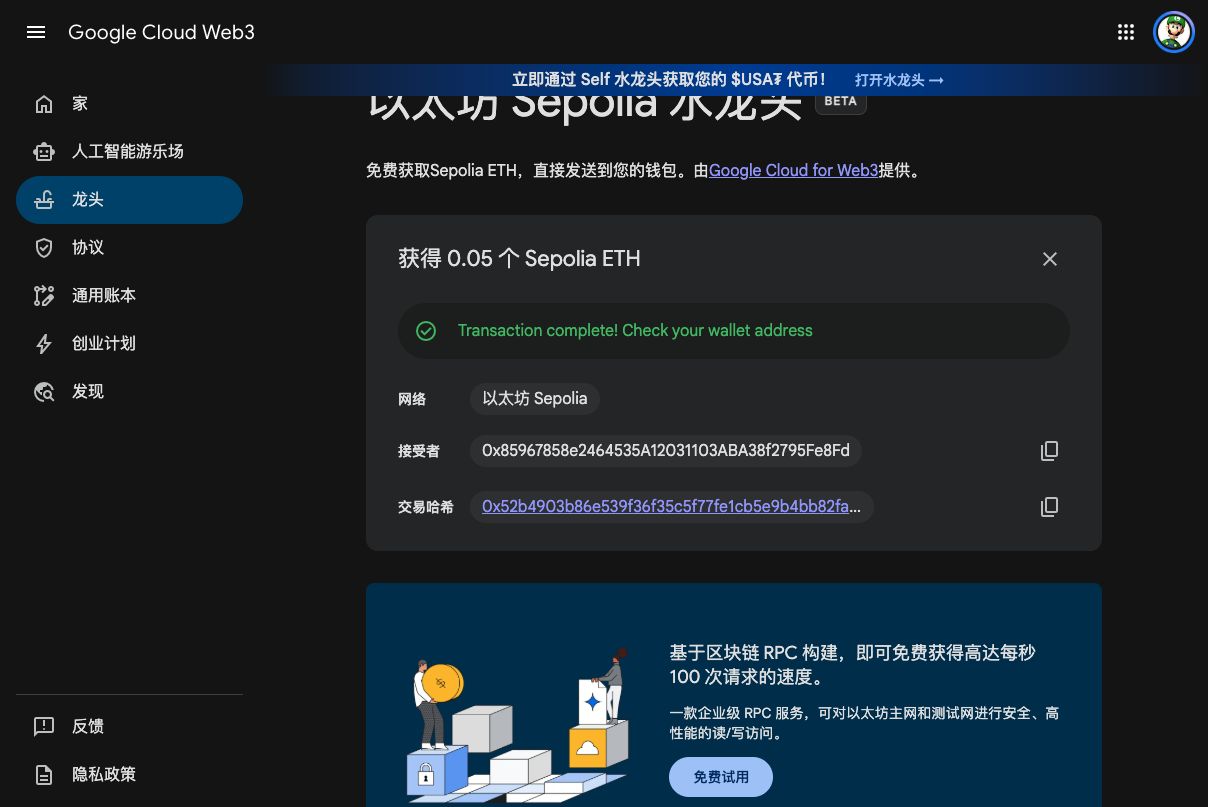 Google Cloud Web3
立即通过 Self 水龙头获取您的 $USA₮ 代币！ 打开水龙头 →
家
人工智能游乐场
龙头
协议
通用账本
创业计划
发现
反馈
隐私政策
以太坊 Sepolia 水龙头 BETA
免费获取Sepolia ETH，直接发送到您的钱包。由Google Cloud for Web3提供。
获得 0.05 个 Sepolia ETH
Transaction complete! Check your wallet address
网络 以太坊 Sepolia
接受者 0x85967858e2464535A12031103ABA38f2795Fe8Fd
交易哈希 0x52b4903b86e539f36f35c5f77fe1cb5e9b4bb82fa...
基于区块链 RPC 构建，即可免费获得高达每秒
100 次请求的速度。
一款企业级 RPC 服务，可对以太坊主网和测试网进行安全、高
性能的读/写访问。
免费试用